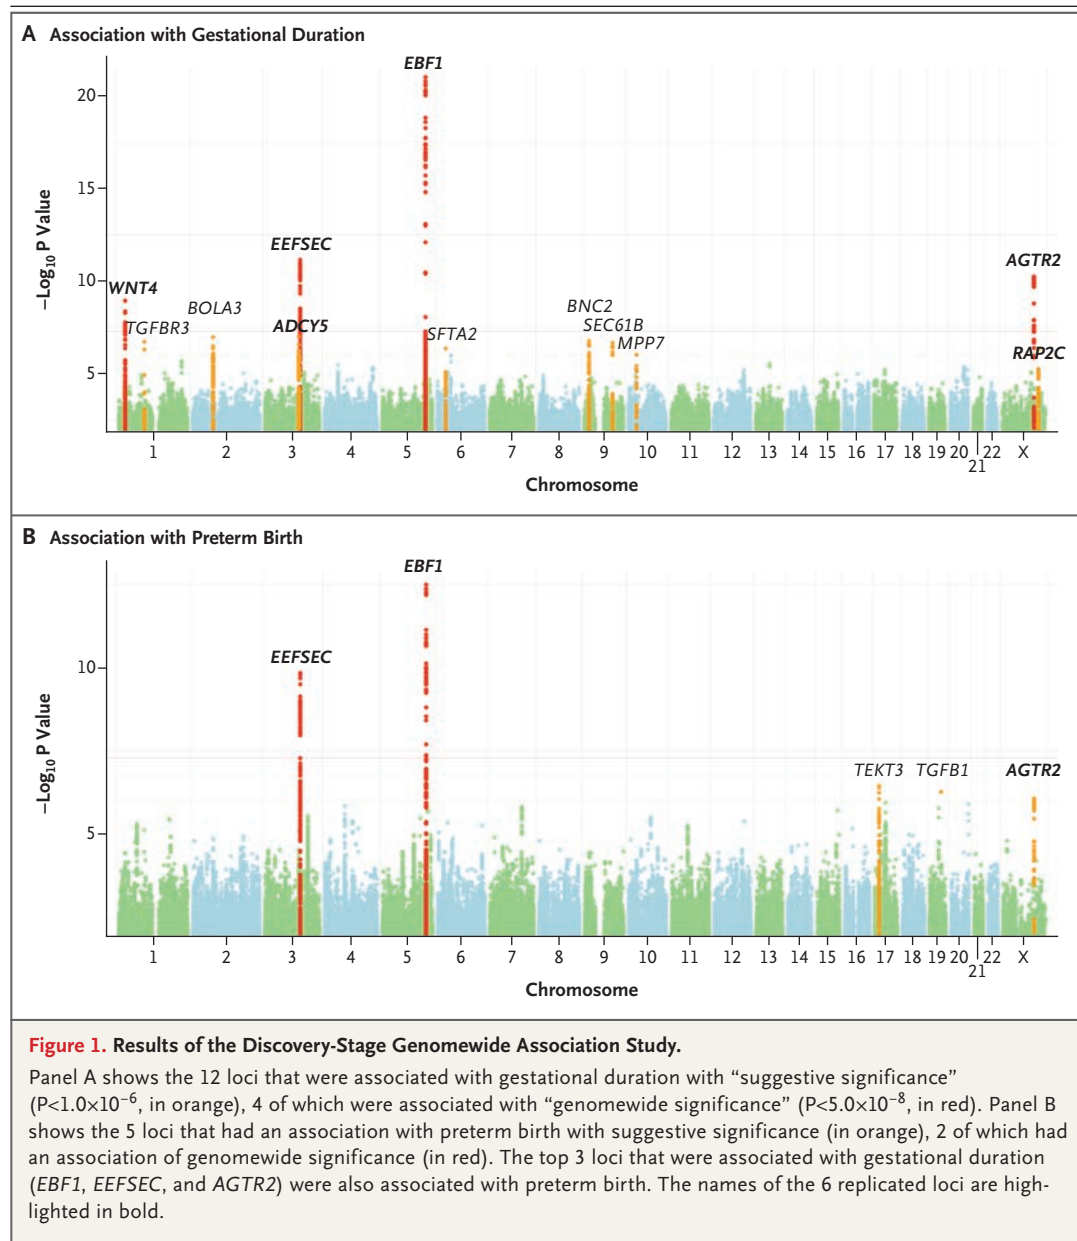 A Association with Gestational Duration
EBF1
20
15
EEFSEC
AGTR2
10
WNT4
BOLA3
BNC2
TGFBR3
ADCY5
SEC61B
SFTA2
MPP7
RAP2C
5
−Log10 P Value
1 2 3 4 5 6 7 8 9 10 11 12 13 14 15 16 17 18 19 20 21 22 X
Chromosome
B Association with Preterm Birth
EBF1
EEFSEC
10
TEKT3 TGFB1 AGTR2
5
−Log10 P Value
1 2 3 4 5 6 7 8 9 10 11 12 13 14 15 16 17 18 19 20 21 22 X
Chromosome
Figure 1. Results of the Discovery-Stage Genomewide Association Study.
Panel A shows the 12 loci that were associated with gestational duration with “suggestive significance”
(P<1.0×10−6, in orange), 4 of which were associated with “genomewide significance” (P<5.0×10−8, in red). Panel B
shows the 5 loci that had an association with preterm birth with suggestive significance (in orange), 2 of which had
an association of genomewide significance (in red). The top 3 loci that were associated with gestational duration
(EBF1, EEFSEC, and AGTR2) were also associated with preterm birth. The names of the 6 replicated loci are high-
lighted in bold.